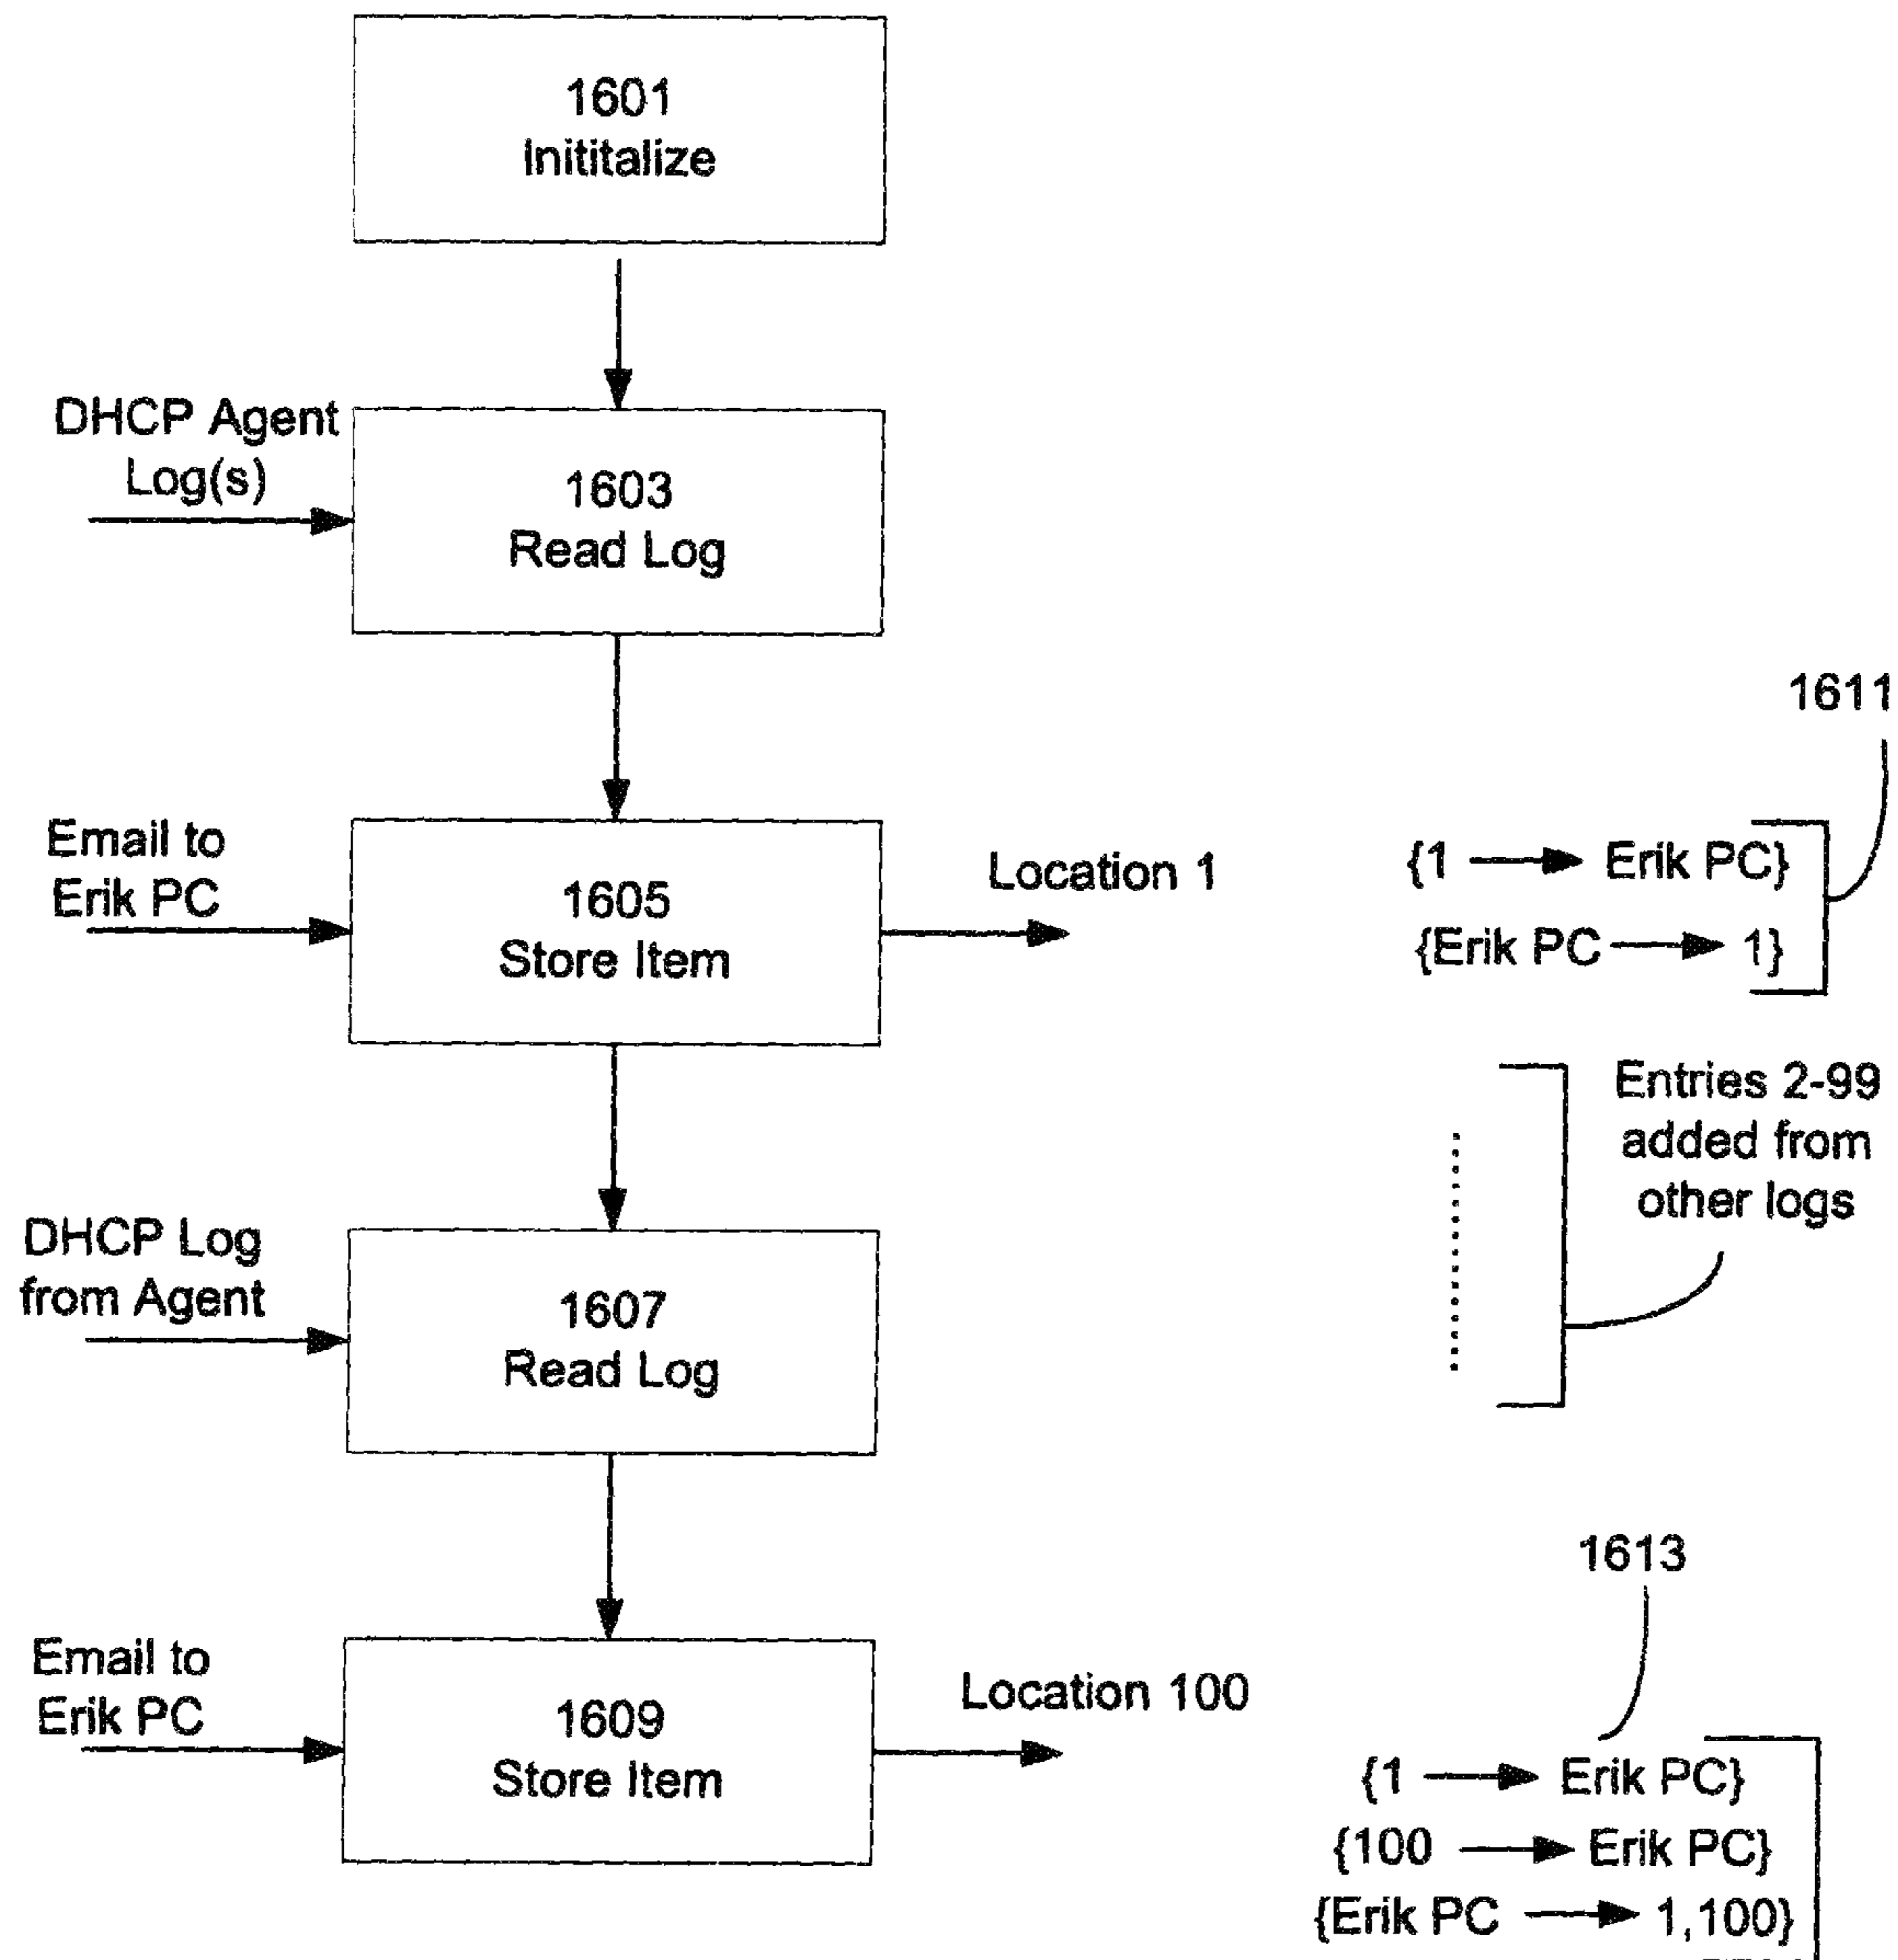 1601
Inititalize
DHCP Agent
Log(s)
1603
Read Log
1611
Email to
Erik PC
1605
Store Item
Location 1
{1 → Erik PC}
{Erik PC → 1}
Entries 2-99
added from
other logs
DHCP Log
from Agent
1607
Read Log
1613
Email to
Erik PC
1609
Store Item
Location 100
{1 → Erik PC}
{100 → Erik PC}
{Erik PC → 1,100}